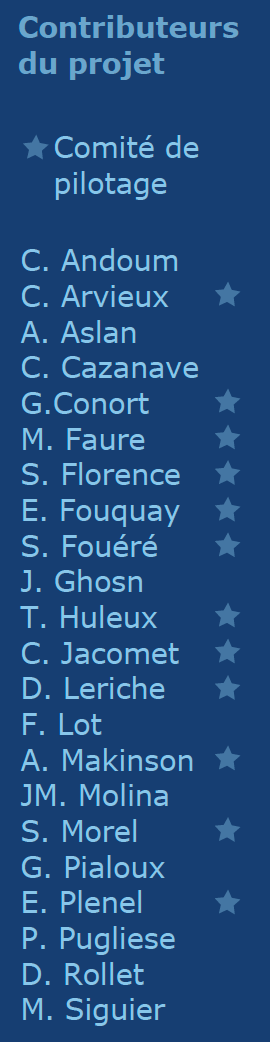 Contributeurs
du projet
Comité de
pilotage
C. Andoum
C. Arvieux
A. Aslan
C. Cazanave
G.Conort
M. Faure
S. Florence
E. Fouquay
S. Fouéré
J. Ghosn
T. Huleux
C. Jacomet
D. Leriche
F. Lot
A. Makinson
JM. Molina
S. Morel
G. Pialoux
E. Plenel
P. Pugliese
D. Rollet
M. Siguier